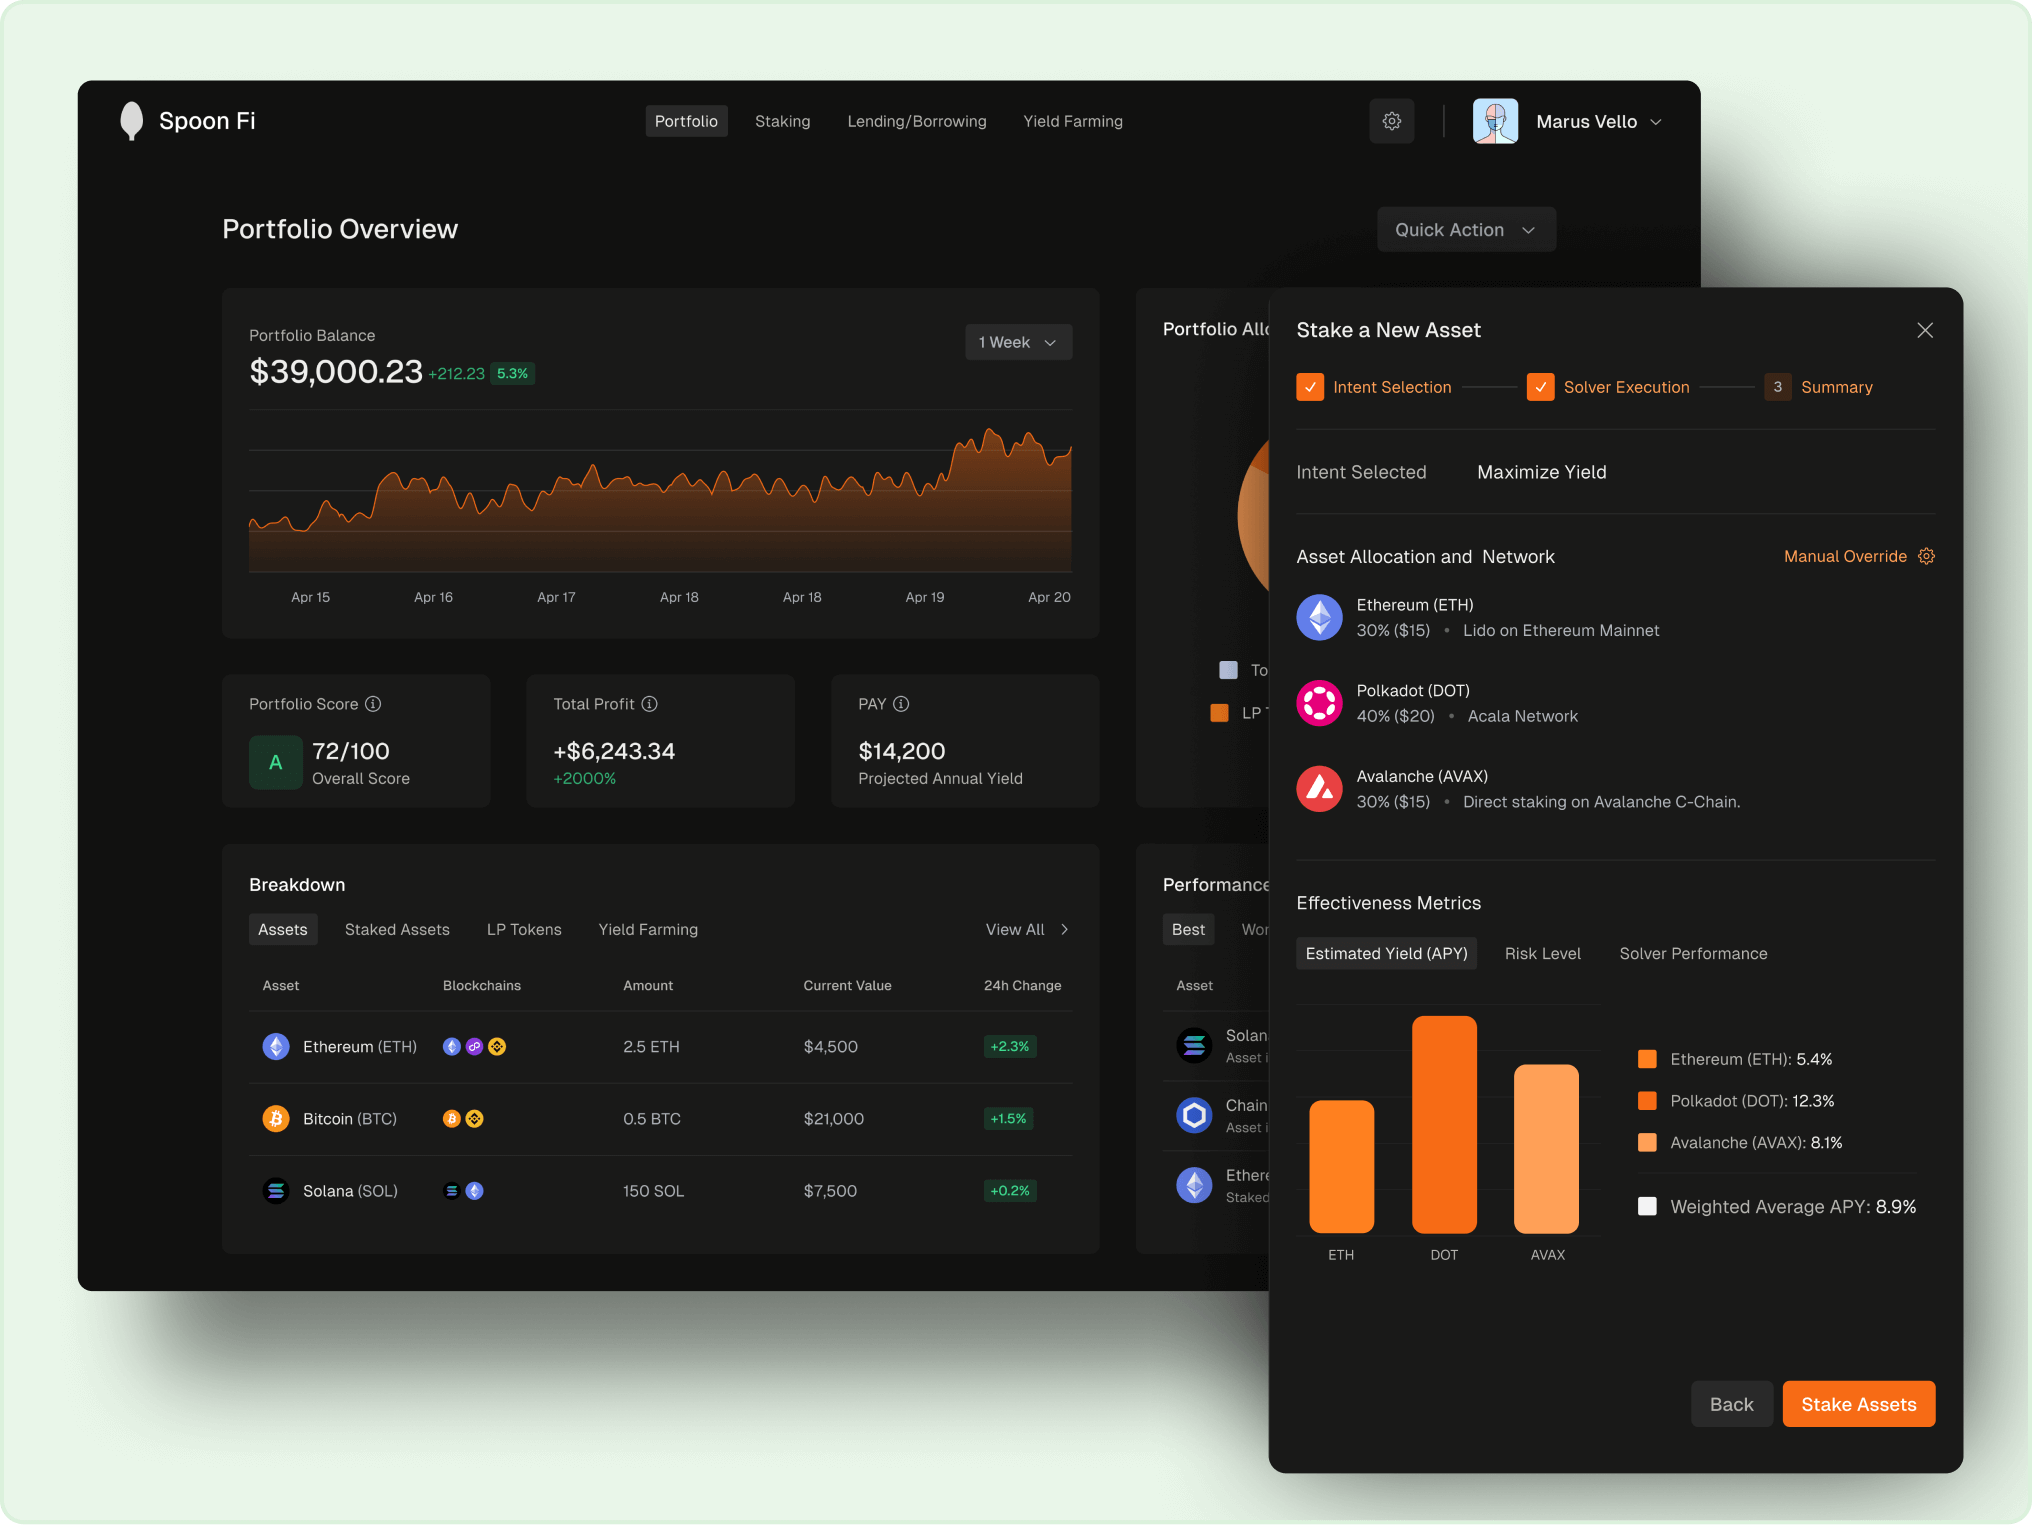 Spoon Fi
Portfolio
Staking
Lending/Borrowing
Yield Farming
Marus Vello
Portfolio Overview
Quick Action
Portfolio Balance
$39,000.23 +212.23 5.3%
1 Week
Apr 15
Apr 16
Apr 17
Apr 18
Apr 18
Apr 19
Apr 20
Portfolio Score
A
72/100
Overall Score
Total Profit
+$6,243.34
+2000%
PAY
$14,200
Projected Annual Yield
Portfolio
To
LP
Breakdown
Assets
Staked Assets
LP Tokens
Yield Farming
View All
Asset
Blockchains
Amount
Current Value
24h Change
Ethereum (ETH)
2.5 ETH
$4,500
+2.3%
Bitcoin (BTC)
0.5 BTC
$21,000
+1.5%
Solana (SOL)
150 SOL
$7,500
+0.2%
Performance
Best
Wor
Asset
Solan
Asset i
Chain
Asset i
Ethere
Staked
Stake a New Asset
Intent Selection
Solver Execution
3 Summary
Intent Selected
Maximize Yield
Asset Allocation and Network
Manual Override
Ethereum (ETH)
30% ($15) • Lido on Ethereum Mainnet
Polkadot (DOT)
40% ($20) • Acala Network
Avalanche (AVAX)
30% ($15) • Direct staking on Avalanche C-Chain.
Effectiveness Metrics
Estimated Yield (APY)
Risk Level
Solver Performance
ETH
DOT
AVAX
Ethereum (ETH): 5.4%
Polkadot (DOT): 12.3%
Avalanche (AVAX): 8.1%
Weighted Average APY: 8.9%
Back
Stake Assets